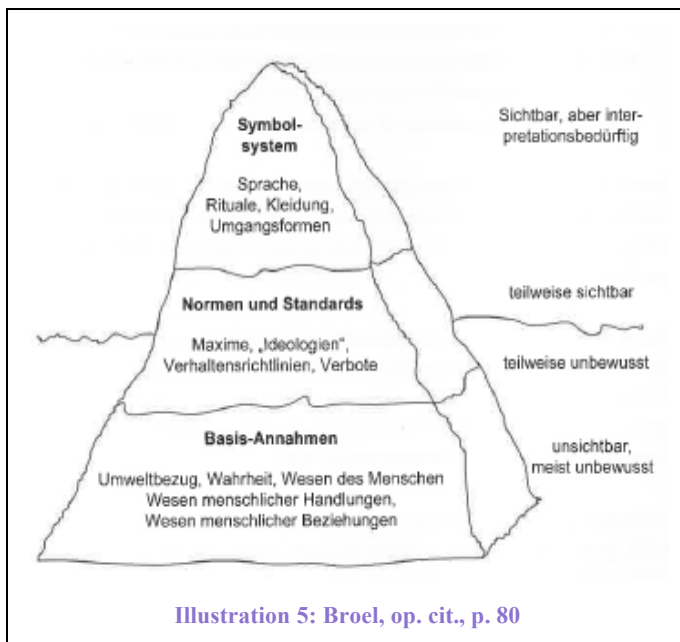 Symbol-
system
Sprache,
Rituale, Kleidung,
Umgangsformen
Sichtbar, aber inter-
pretationsbedürftig
Normen und Standards
Maxime, „Ideologien“,
Verhaltensrichtlinien, Verbote
teilweise sichtbar
teilweise unbewusst
Basis-Annahmen
Umweltbezug, Wahrheit, Wesen des Menschen
Wesen menschlicher Handlungen,
Wesen menschlicher Beziehungen
unsichtbar,
meist unbewusst
Illustration 5: Broel, op. cit., p. 80